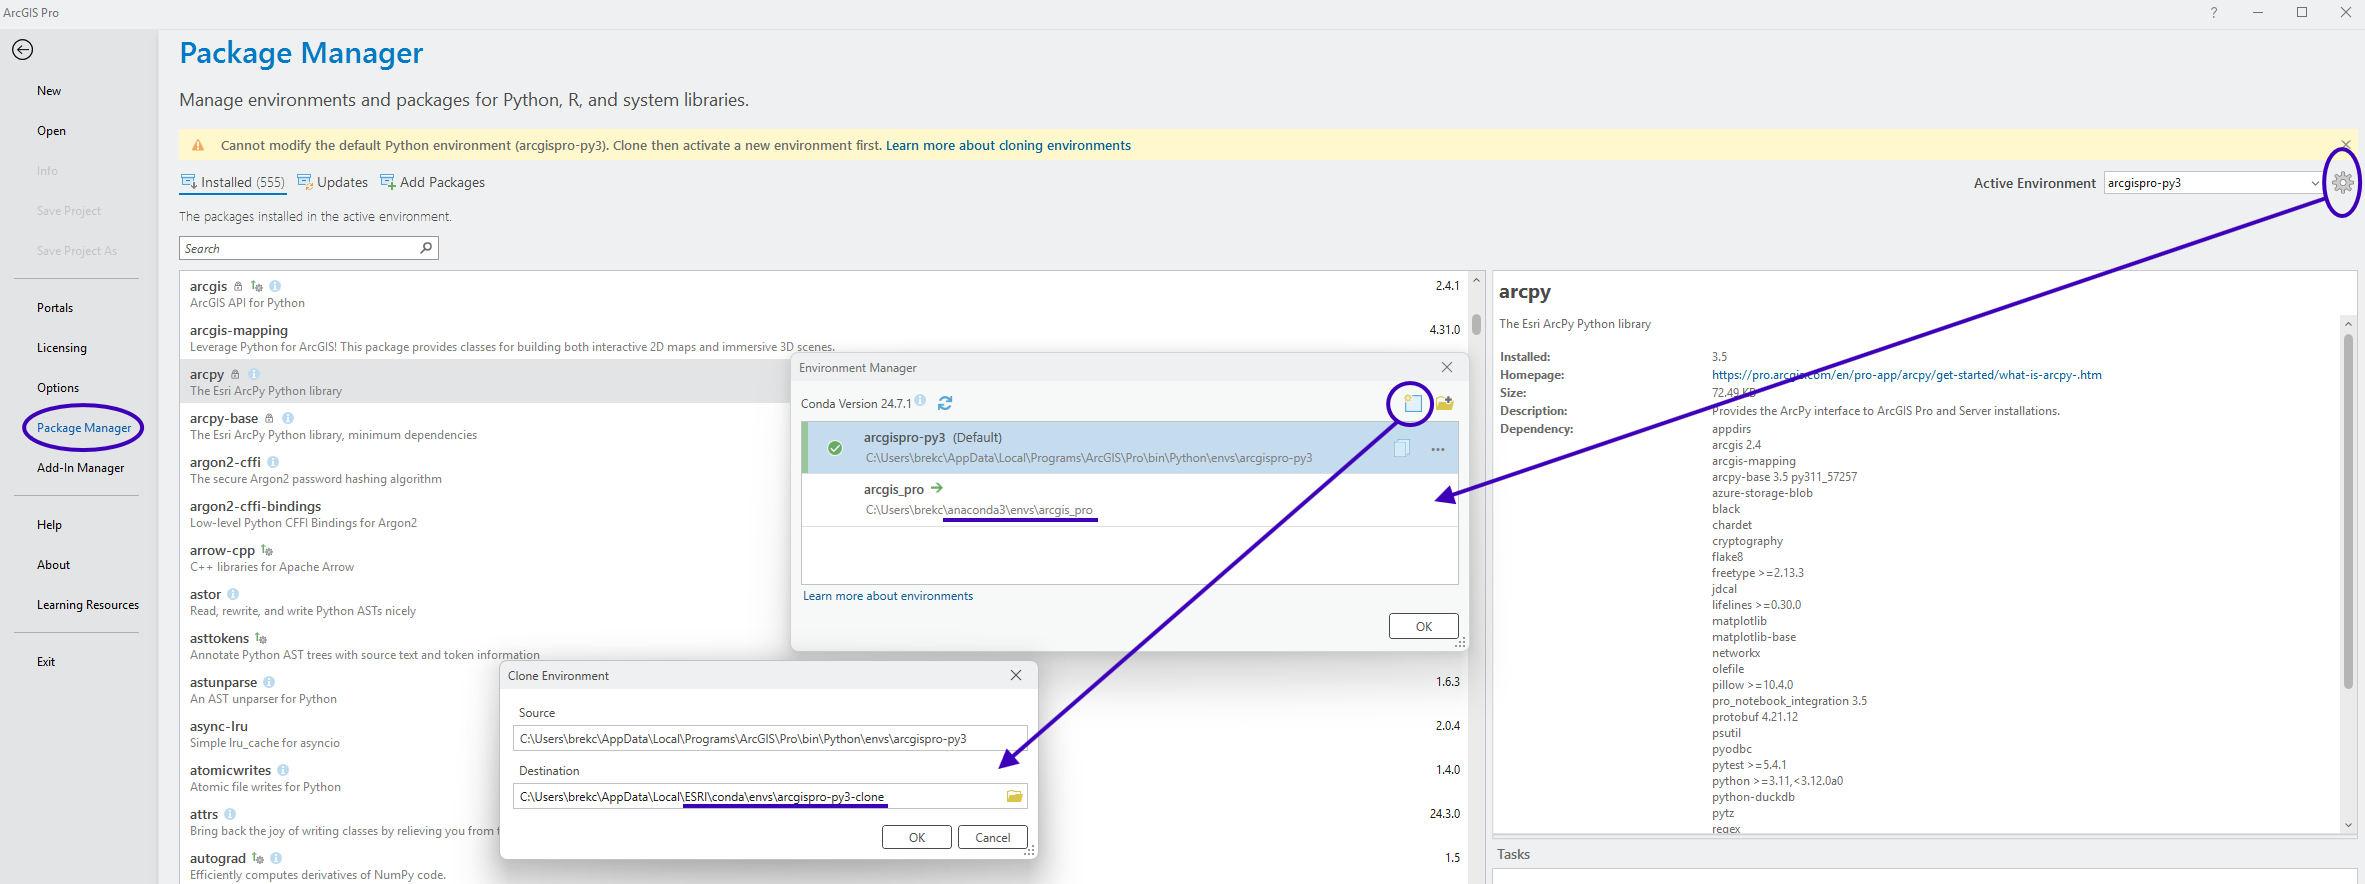 ArcGIS Pro
?
Package Manager
Manage environments and packages for Python, R, and system libraries.
New
Open
Info
Save Project
Save Project As
Portals
Licensing
Options
Package Manager
Add-In Manager
Help
About
Learning Resources
Exit
Cannot modify the default Python environment (arcgispro-py3). Clone then activate a new environment first. Learn more about cloning environments
Installed (555) Updates Add Packages
Active Environment arcgispro-py3
The packages installed in the active environment.
Search
arcgis 2.4.1
ArcGIS API for Python
arcgis-mapping 4.31.0
Leverage Python for ArcGIS! This package provides classes for building both interactive 2D maps and immersive 3D scenes.
arcpy
The Esri ArcPy Python library
arcpy-base
The Esri ArcPy Python library, minimum dependencies
argon2-cffi
The secure Argon2 password hashing algorithm
argon2-cffi-bindings
Low-level Python CFFI Bindings for Argon2
arrow-cpp
C++ libraries for Apache Arrow
astor
Read, rewrite, and write Python ASTs nicely
asttokens
Annotate Python AST trees with source text and token information
astunparse 1.6.3
An AST unparser for Python
async-lru 2.0.4
Simple lru_cache for asyncio
atomicwrites 1.4.0
Atomic file writes for Python
attrs 24.3.0
Bring back the joy of writing classes by relieving you from
autograd 1.5
Efficiently computes derivatives of NumPy code.
Environment Manager
Conda Version 24.7.1
arcgispro-py3 (Default)
C:\Users\brekc\AppData\Local\Programs\ArcGIS\Pro\bin\Python\envs\arcgispro-py3
arcgis_pro
C:\Users\brekc\anaconda3\envs\arcgis_pro
Learn more about environments
OK
Clone Environment
Source
C:\Users\brekc\AppData\Local\Programs\ArcGIS\Pro\bin\Python\envs\arcgispro-py3
Destination
C:\Users\brekc\AppData\Local\ESRI\conda\envs\arcgispro-py3-clone
OK Cancel
arcpy
The Esri ArcPy Python library
Installed: 3.5
Homepage: https://pro.arcgis.com/en/pro-app/arcpy/get-started/what-is-arcpy-.htm
Size: 72.49 KB
Description: Provides the ArcPy interface to ArcGIS Pro and Server installations.
Dependency: appdirs
arcgis 2.4
arcgis-mapping
arcpy-base 3.5 py311_57257
azure-storage-blob
black
chardet
cryptography
flake8
freetype >=2.13.3
jdcal
lifelines >=0.30.0
matplotlib
matplotlib-base
networkx
olefile
pillow >=10.4.0
pro_notebook_integration 3.5
protobuf 4.21.12
psutil
pyodbc
pytest >=5.4.1
python >=3.11,<3.12.0a0
python-duckdb
pytz
regex
Tasks